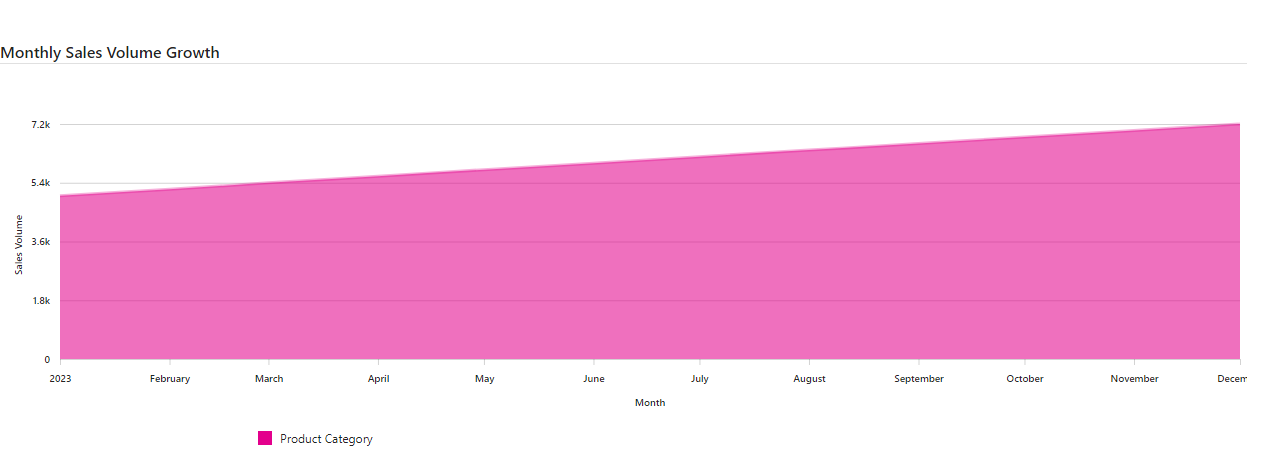 Monthly Sales Volume Growth
7.2k
5.4k
3.6k
1.8k
0
Sales Volume
2023 February March April May June July August September October November Decem
Month
Product Category